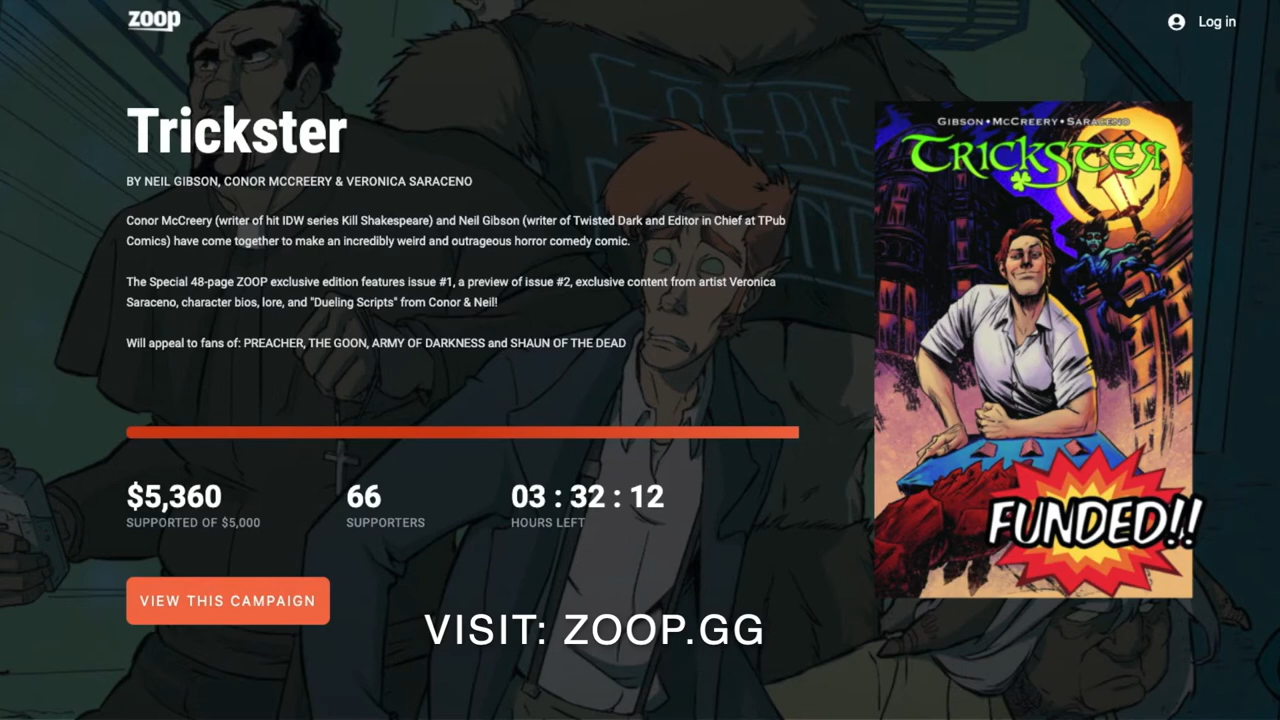 zoop
Log in
Trickster
BY NEIL GIBSON, CONOR MCCREERY & VERONICA SARACENO
Conor McCreery (writer of hit IDW series Kill Shakespeare) and Neil Gibson (writer of Twisted Dark and Editor in Chief at TPub
Comics) have come together to make an incredibly weird and outrageous horror comedy comic.
The Special 48-page ZOOP exclusive edition features issue #1, a preview of issue #2, exclusive content from artist Veronica
Saraceno, character bios, lore, and "Dueling Scripts" from Conor & Neil!
Will appeal to fans of: PREACHER, THE GOON, ARMY OF DARKNESS and SHAUN OF THE DEAD
$5,360
SUPPORTED OF $5,000
66
SUPPORTERS
03 : 32 : 12
HOURS LEFT
VIEW THIS CAMPAIGN
VISIT: ZOOP.GG
GIBSON•MCCREERY•SARACENO
TRICKSTER
FUNDED!!
FAERIE